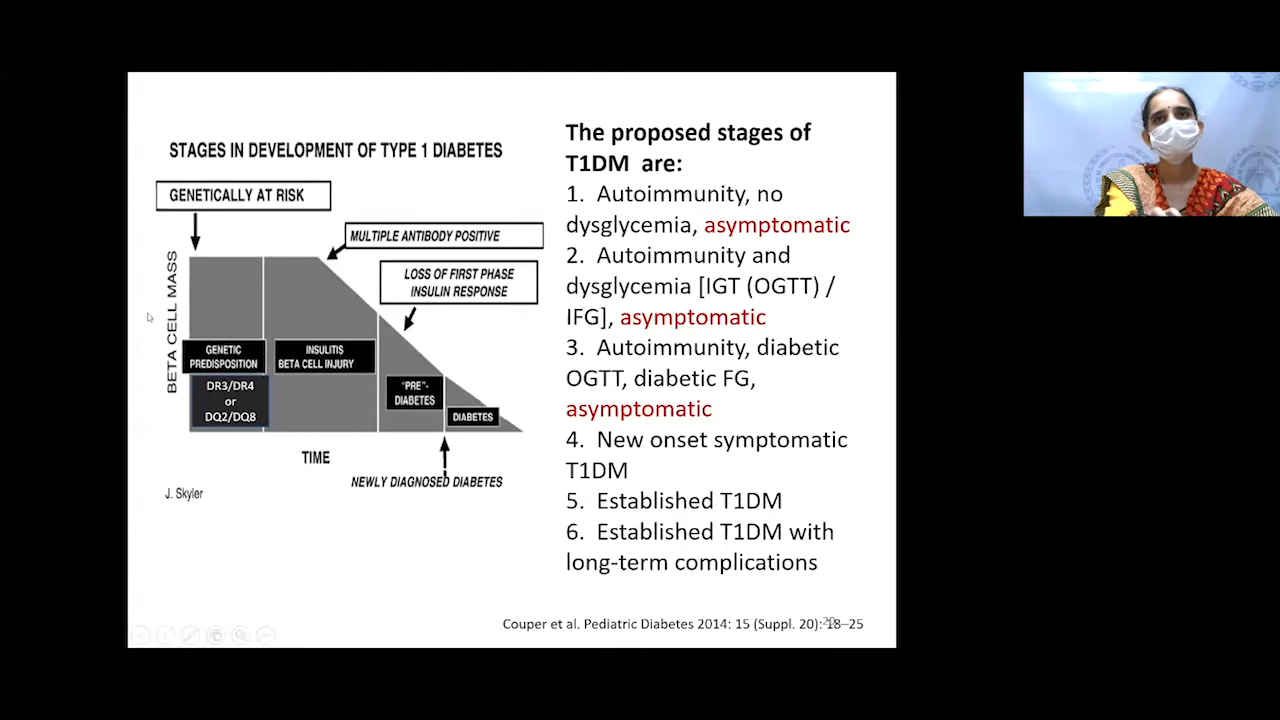 STAGES IN DEVELOPMENT OF TYPE 1 DIABETES
GENETICALLY AT RISK
MULTIPLE ANTIBODY POSITIVE
LOSS OF FIRST PHASE
INSULIN RESPONSE
BETA CELL MASS
GENETIC
PREDISPOSITION
INSULITIS
BETA CELL INJURY
DR3/DR4
or
DQ2/DQ8
"PRE"-
DIABETES
DIABETES
TIME
NEWLY DIAGNOSED DIABETES
J. Skyler
The proposed stages of
T1DM are:
1. Autoimmunity, no
dysglycemia, asymptomatic
2. Autoimmunity and
dysglycemia [IGT (OGTT) /
IFG], asymptomatic
3. Autoimmunity, diabetic
OGTT, diabetic FG,
asymptomatic
4. New onset symptomatic
T1DM
5. Established T1DM
6. Established T1DM with
long-term complications
Couper et al. Pediatric Diabetes 2014: 15 (Suppl. 20): 18–25